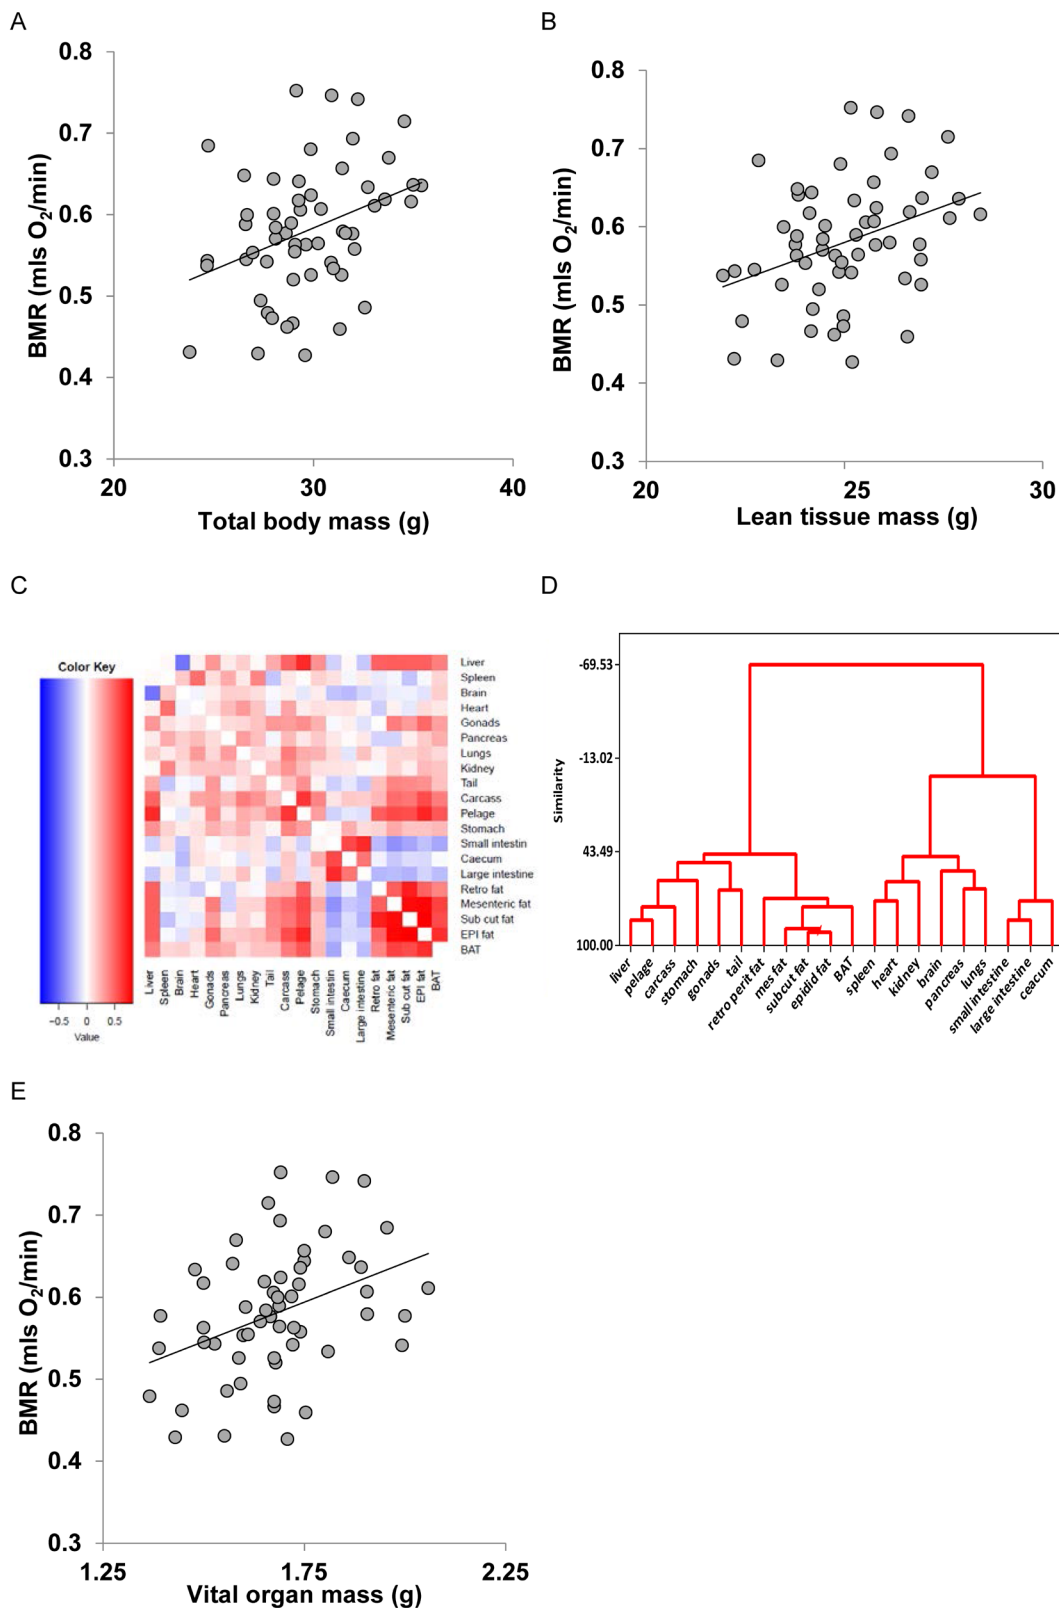 A
0.8
0.7
0.6
0.5
0.4
0.3
BMR (mls O2/min)
20
30
40
Total body mass (g)
B
0.8
0.7
0.6
0.5
0.4
0.3
BMR (mls O2/min)
20
25
30
Lean tissue mass (g)
C
Color Key
-0.5
0
0.5
Value
Liver
Spleen
Brain
Heart
Gonads
Pancreas
Lungs
Kidney
Tail
Carcass
Pelage
Stomach
Small intestin
Caecum
Large intestine
Retro fat
Mesenteric fat
Sub cut fat
EPI fat
BAT
Liver
Spleen
Brain
Heart
Gonads
Pancreas
Lungs
Kidney
Tail
Carcass
Pelage
Stomach
Small intestin
Caecum
Large intestine
Retro fat
Mesenteric fat
Sub cut fat
EPI fat
BAT
D
-69.53
-13.02
43.49
100.00
Similarity
liver
pelage
carcass
stomach
gonads
tail
retro perit fat
mes fat
subcut fat
epidid fat
BAT
spleen
heart
kidney
brain
pancreas
lungs
small intestine
large intestine
ceacum
E
0.8
0.7
0.6
0.5
0.4
0.3
BMR (mls O2/min)
1.25
1.75
2.25
Vital organ mass (g)